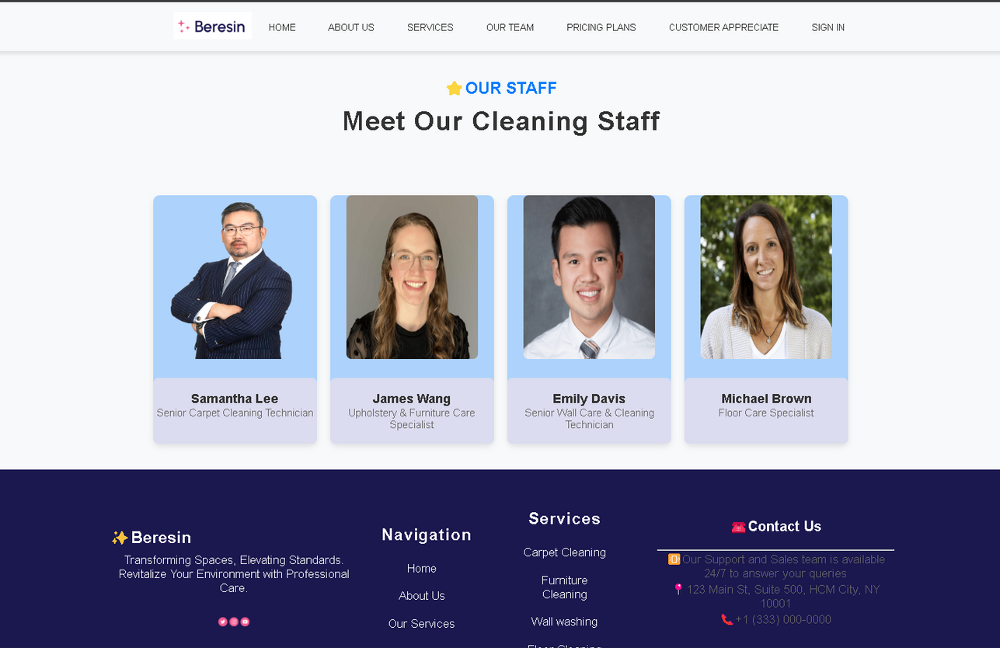 Beresin HOME ABOUT US SERVICES OUR TEAM PRICING PLANS CUSTOMER APPRECIATE SIGN IN
OUR STAFF
Meet Our Cleaning Staff
Samantha Lee
Senior Carpet Cleaning Technician
James Wang
Upholstery & Furniture Care
Specialist
Emily Davis
Senior Wall Care & Cleaning
Technician
Michael Brown
Floor Care Specialist
Beresin
Transforming Spaces, Elevating Standards.
Revitalize Your Environment with Professional
Care.
Navigation
Home
About Us
Our Services
Services
Carpet Cleaning
Furniture
Cleaning
Wall washing
Floor Cleaning
Contact Us
Our Support and Sales team is available
24/7 to answer your queries
123 Main St, Suite 500, HCM City, NY
10001
+1 (333) 000-0000